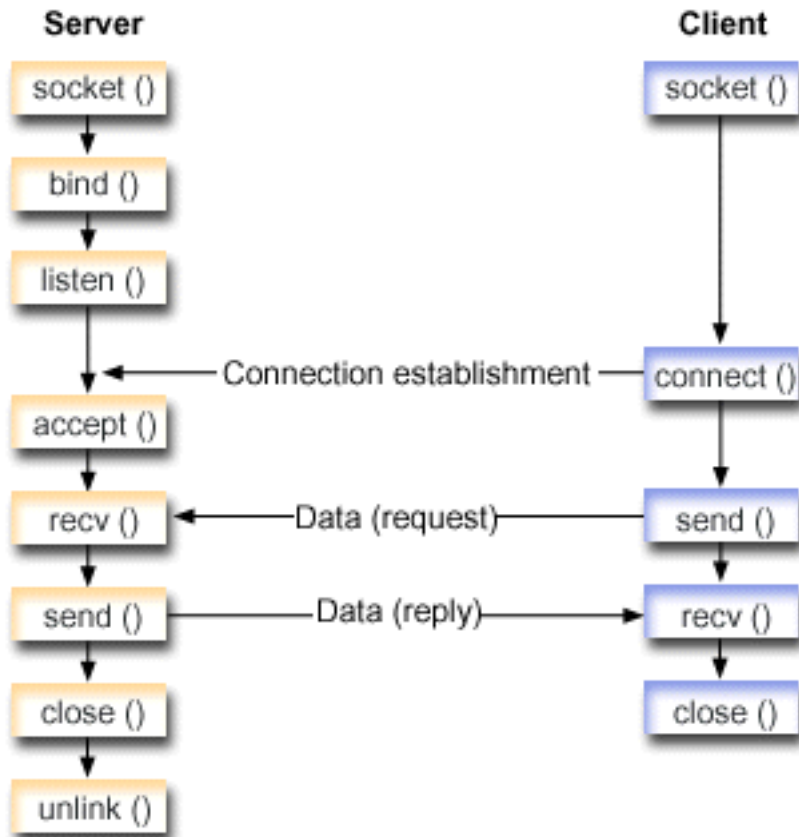 Server
Client
socket ()
socket ()
bind ()
listen ()
Connection establishment
connect ()
accept ()
recv ()
Data (request)
send ()
send ()
Data (reply)
recv ()
close ()
close ()
unlink ()